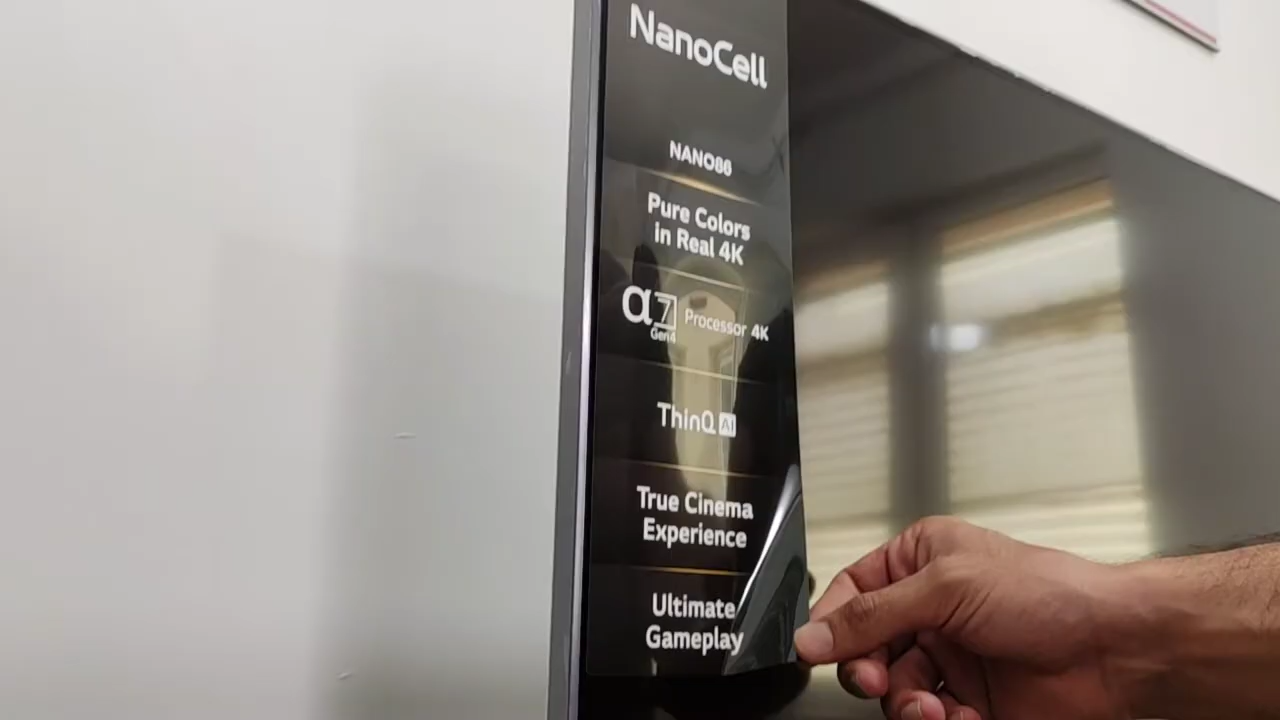 NanoCell
NANO86
Pure Colors
in Real 4K
α7 Processor 4K
Gen4
ThinQ AI
True Cinema
Experience
Ultimate
Gameplay